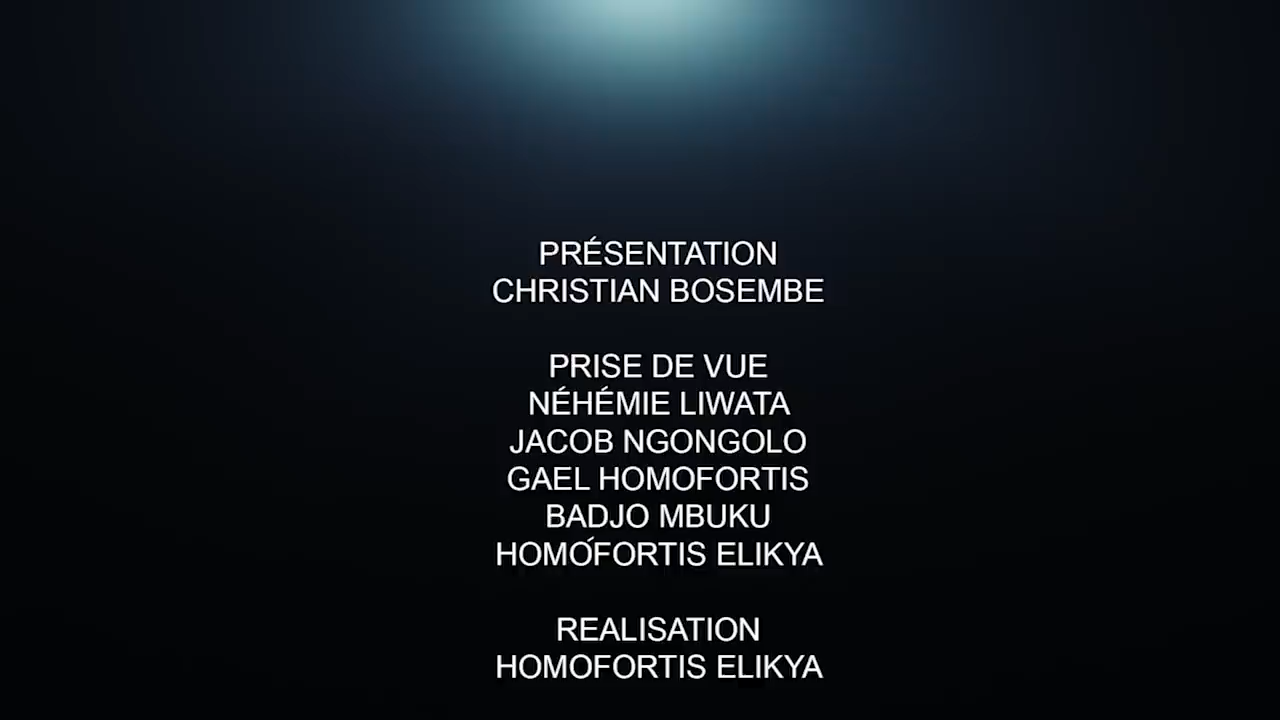 PRÉSENTATION
CHRISTIAN BOSEMBE
PRISE DE VUE
NÉHÉMIE LIWATA
JACOB NGONGOLO
GAEL HOMOFORTIS
BADJO MBUKU
HOMÓFORTIS ELIKYA
REALISATION
HOMOFORTIS ELIKYA